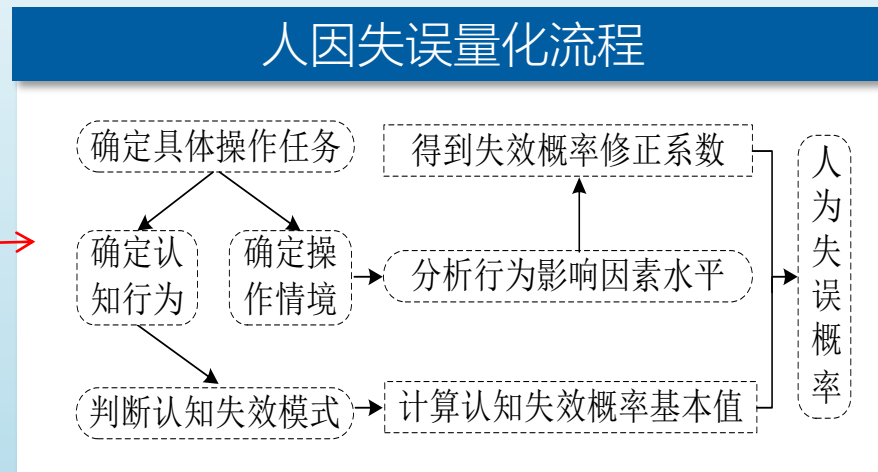 人因失误量化流程
确定具体操作任务
得到失效概率修正系数
确定认
知行为
确定操
作情境
分析行为影响因素水平
判断认知失效模式
计算认知失效概率基本值
人
为
失
误
概
率